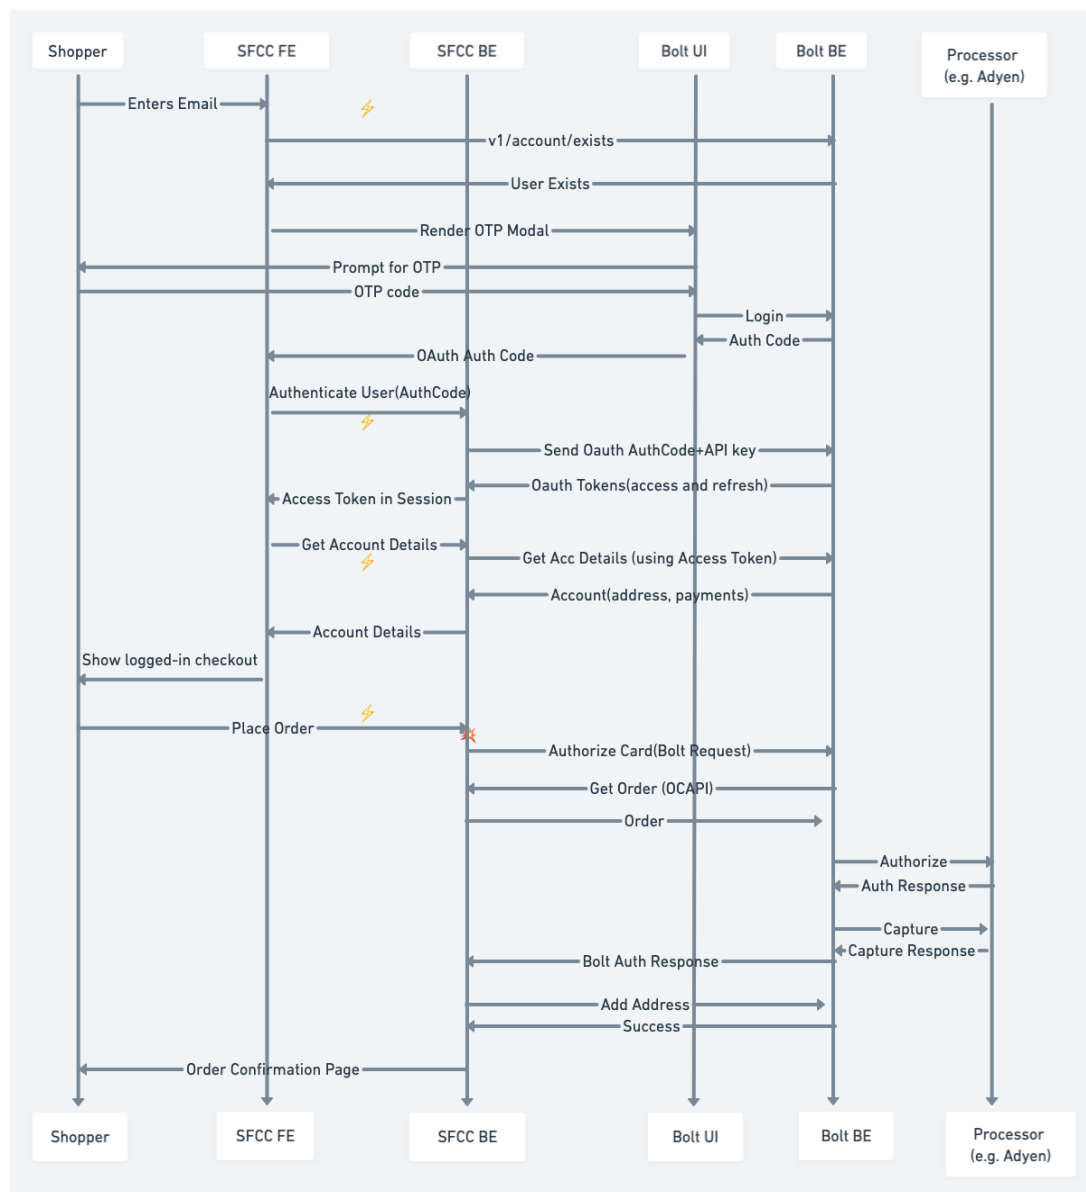 Shopper
SFCC FE
SFCC BE
Bolt UI
Bolt BE
Processor
(e.g. Adyen)
Enters Email
v1/account/exists
User Exists
Render OTP Modal
Prompt for OTP
OTP code
Login
Auth Code
OAuth Auth Code
Authenticate User(AuthCode)
Send Oauth AuthCode+API key
Oauth Tokens(access and refresh)
Access Token in Session
Get Account Details
Get Acc Details (using Access Token)
Account(address, payments)
Account Details
Show logged-in checkout
Place Order
Authorize Card(Bolt Request)
Get Order (OCAPI)
Order
Authorize
Auth Response
Capture
Capture Response
Bolt Auth Response
Add Address
Success
Order Confirmation Page
Shopper
SFCC FE
SFCC BE
Bolt UI
Bolt BE
Processor
(e.g. Adyen)